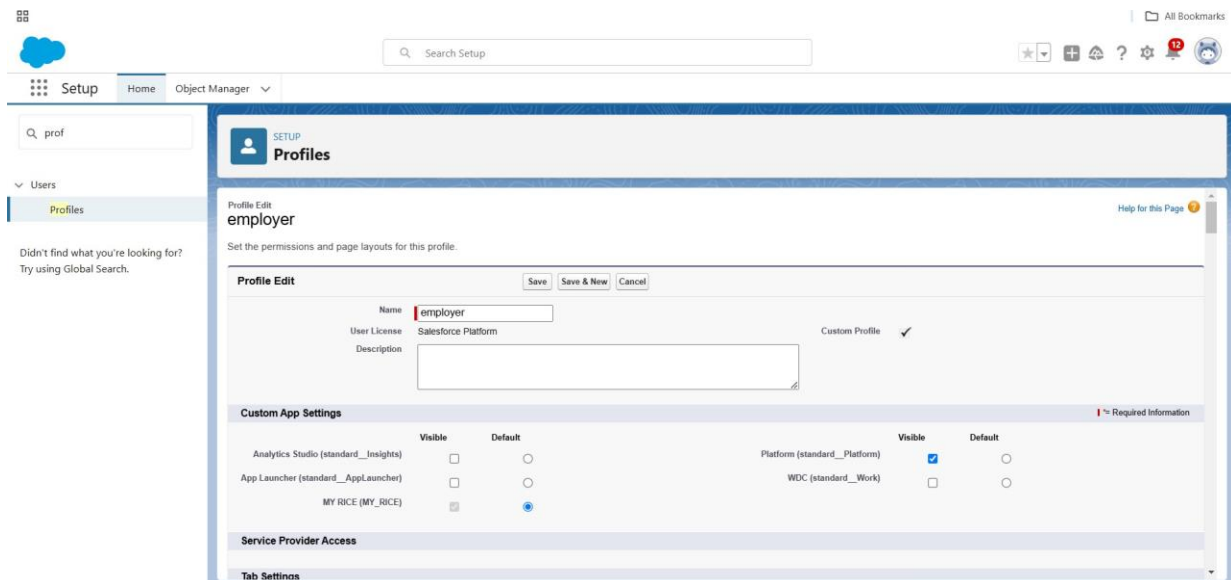 All Bookmarks
Search Setup
12
Setup Home Object Manager
prof
SETUP
Profiles
Users
Profiles
Didn't find what you're looking for?
Try using Global Search.
Profile Edit
employer
Help for this Page ?
Set the permissions and page layouts for this profile.
Profile Edit Save Save & New Cancel
Name employer
User License Salesforce Platform Custom Profile
Description
Custom App Settings = Required Information
Visible Default Visible Default
Analytics Studio (standard__Insights) Platform (standard__Platform)
App Launcher (standard__AppLauncher) WDC (standard__Work)
MY RICE (MY_RICE)
Service Provider Access
Tab Settings